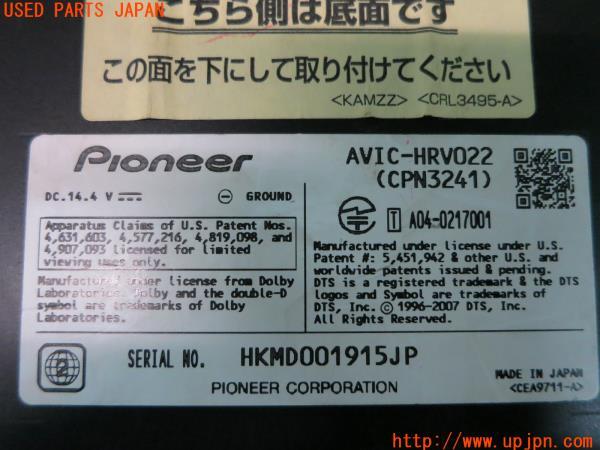 USED PARTS JAPAN
こちら側は底面です
この面を下にして取り付けてください
<KAMZZ> <CRL3495-A>
Pioneer
DC.14.4 V
GROUND
Apparatus Claims of U.S. Patent Nos.
4,631,603, 4,577,216, 4,819,098, and
4,907,093 licensed for limited
viewing uses only.
Manufactured under license from Dolby
Laboratories. Dolby and the double-D
symbol are trademarks of Dolby
Laboratories.
AVIC-HRV022
(CPN3241)
T A04-0217001
Manufactured under license under U.S.
Patent #: 5,451,942 & other U.S. and
worldwide patents issued & pending.
DTS is a registered trademark & the DTS
logos and Symbol are trademarks of
DTS, Inc. © 1996-2007 DTS, Inc.
All Rights Reserved.
2
SERIAL NO. HKMD001915JP
PIONEER CORPORATION
MADE IN JAPAN
<CEA9711-A>
http://www.upjpn.com/